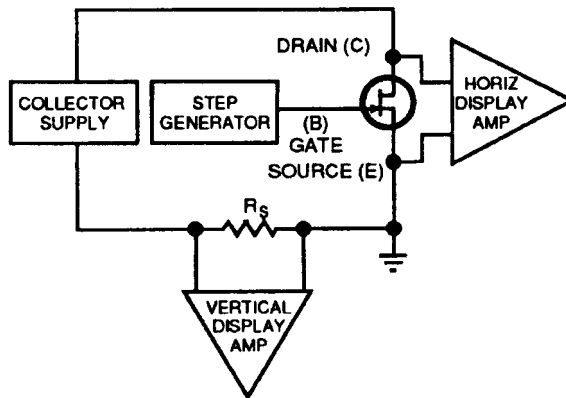 DRAIN (C)
COLLECTOR
SUPPLY
STEP
GENERATOR
(B)
GATE
SOURCE (E)
HORIZ
DISPLAY
AMP
RS
VERTICAL
DISPLAY
AMP